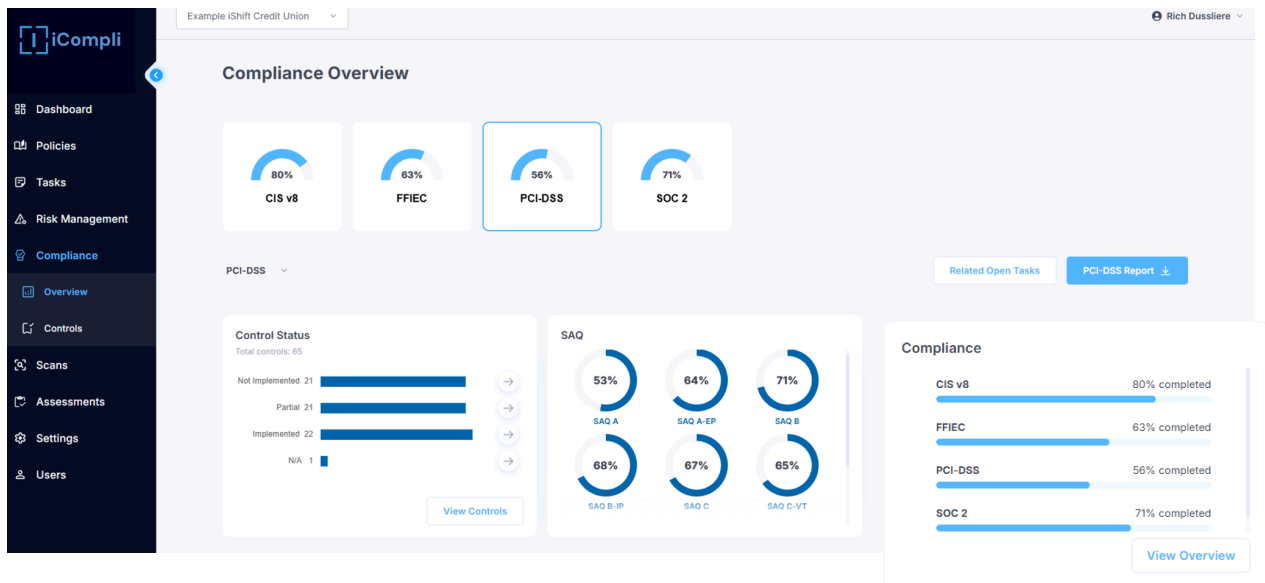 iCompli
Example iShift Credit Union
Rich Dussliere
Dashboard
Policies
Tasks
Risk Management
Compliance
Overview
Controls
Scans
Assessments
Settings
Users
Compliance Overview
80%
CIS v8
63%
FFIEC
56%
PCI-DSS
71%
SOC 2
PCI-DSS
Related Open Tasks
PCI-DSS Report
Control Status
Total controls: 65
Not Implemented 21
Partial 21
Implemented 22
N/A 1
View Controls
SAQ
53%
SAQ A
64%
SAQ A-EP
71%
SAQ B
68%
SAQ B-IP
67%
SAQ C
65%
SAQ C-VT
Compliance
CIS v8 80% completed
FFIEC 63% completed
PCI-DSS 56% completed
SOC 2 71% completed
View Overview